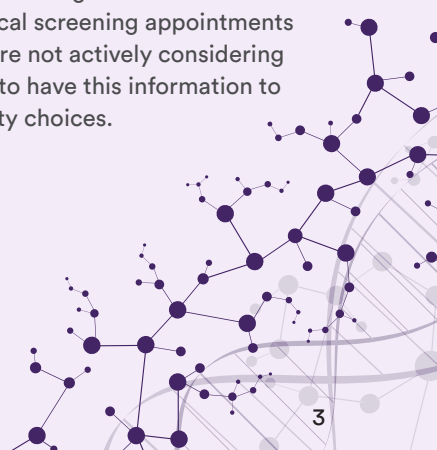 cal screening appointments
re not actively considering
to have this information to
ty choices.
3